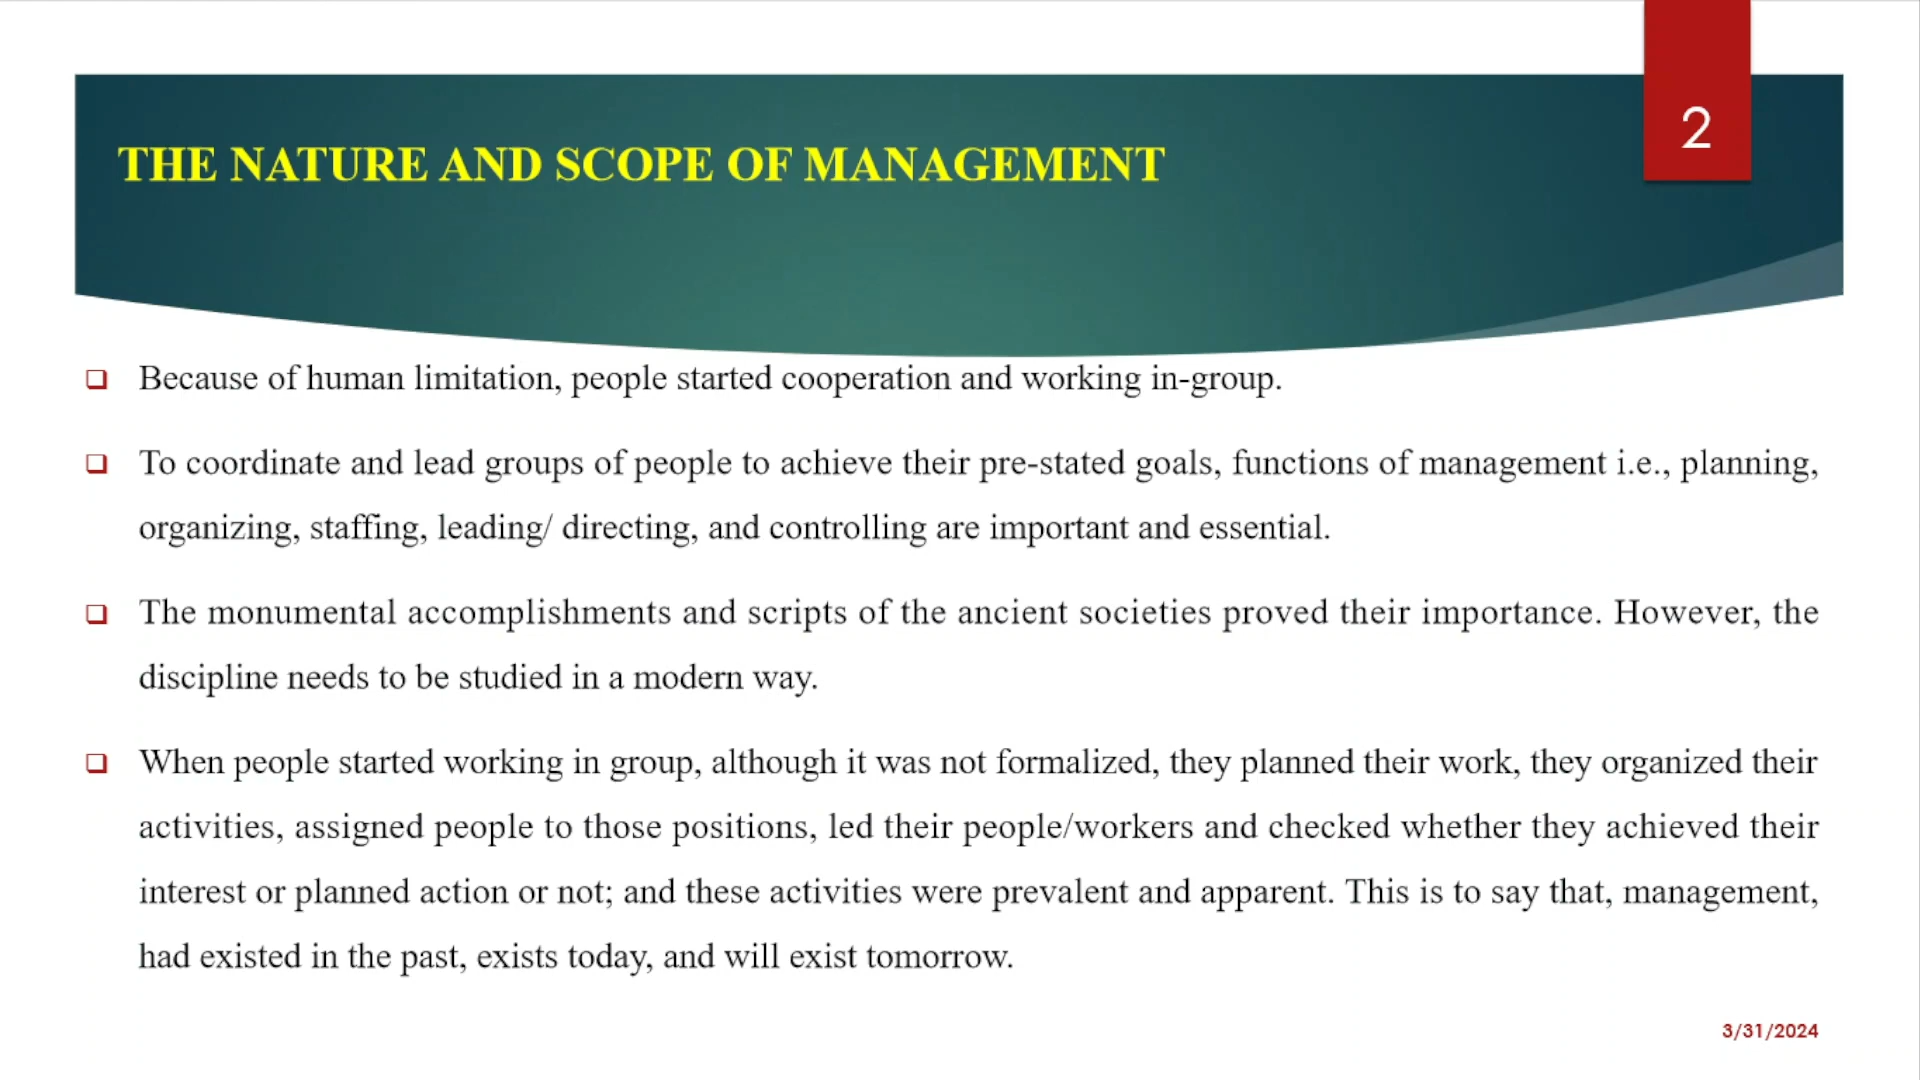 2
THE NATURE AND SCOPE OF MANAGEMENT
❑ Because of human limitation, people started cooperation and working in-group.
❑ To coordinate and lead groups of people to achieve their pre-stated goals, functions of management i.e., planning,
organizing, staffing, leading/ directing, and controlling are important and essential.
❑ The monumental accomplishments and scripts of the ancient societies proved their importance. However, the
discipline needs to be studied in a modern way.
❑ When people started working in group, although it was not formalized, they planned their work, they organized their
activities, assigned people to those positions, led their people/workers and checked whether they achieved their
interest or planned action or not; and these activities were prevalent and apparent. This is to say that, management,
had existed in the past, exists today, and will exist tomorrow.
3/31/2024